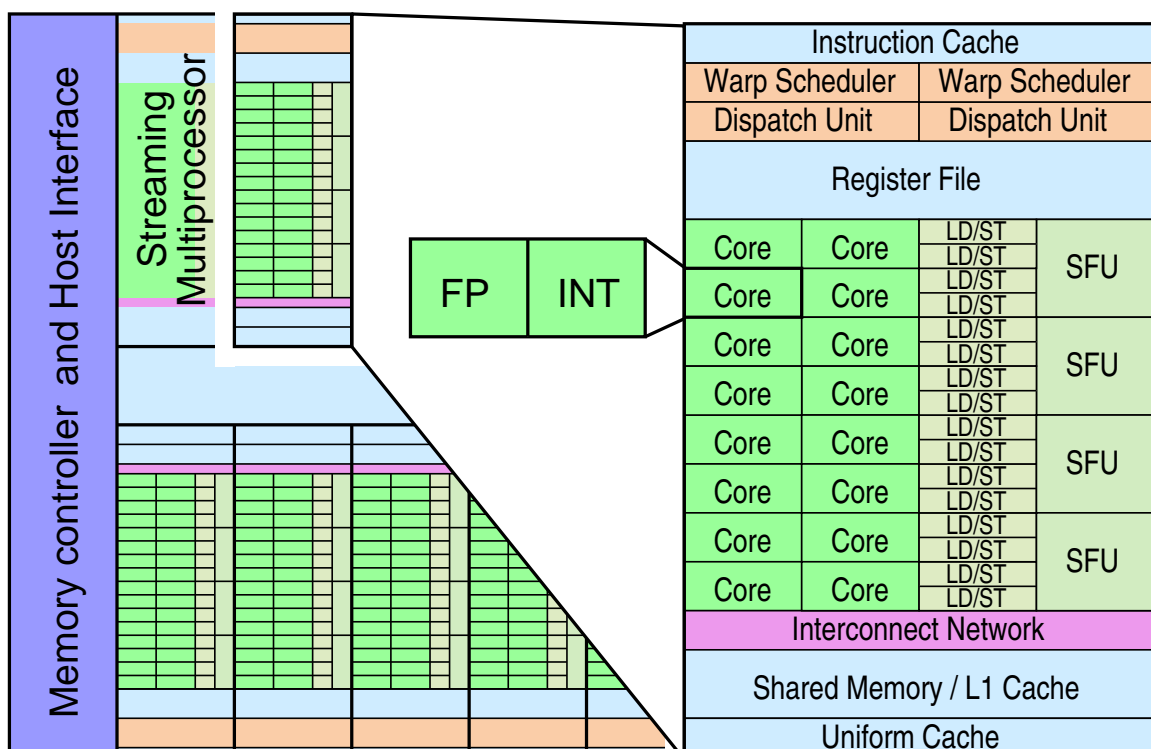 Memory controller and Host Interface
Streaming
Multiprocessor
FP INT
Instruction Cache
Warp Scheduler Warp Scheduler
Dispatch Unit Dispatch Unit
Register File
Core Core LD/ST SFU
LD/ST
Core Core LD/ST
LD/ST
Core Core LD/ST SFU
LD/ST
Core Core LD/ST
LD/ST
Core Core LD/ST SFU
LD/ST
Core Core LD/ST
LD/ST
Core Core LD/ST SFU
LD/ST
Core Core LD/ST
LD/ST
Interconnect Network
Shared Memory / L1 Cache
Uniform Cache